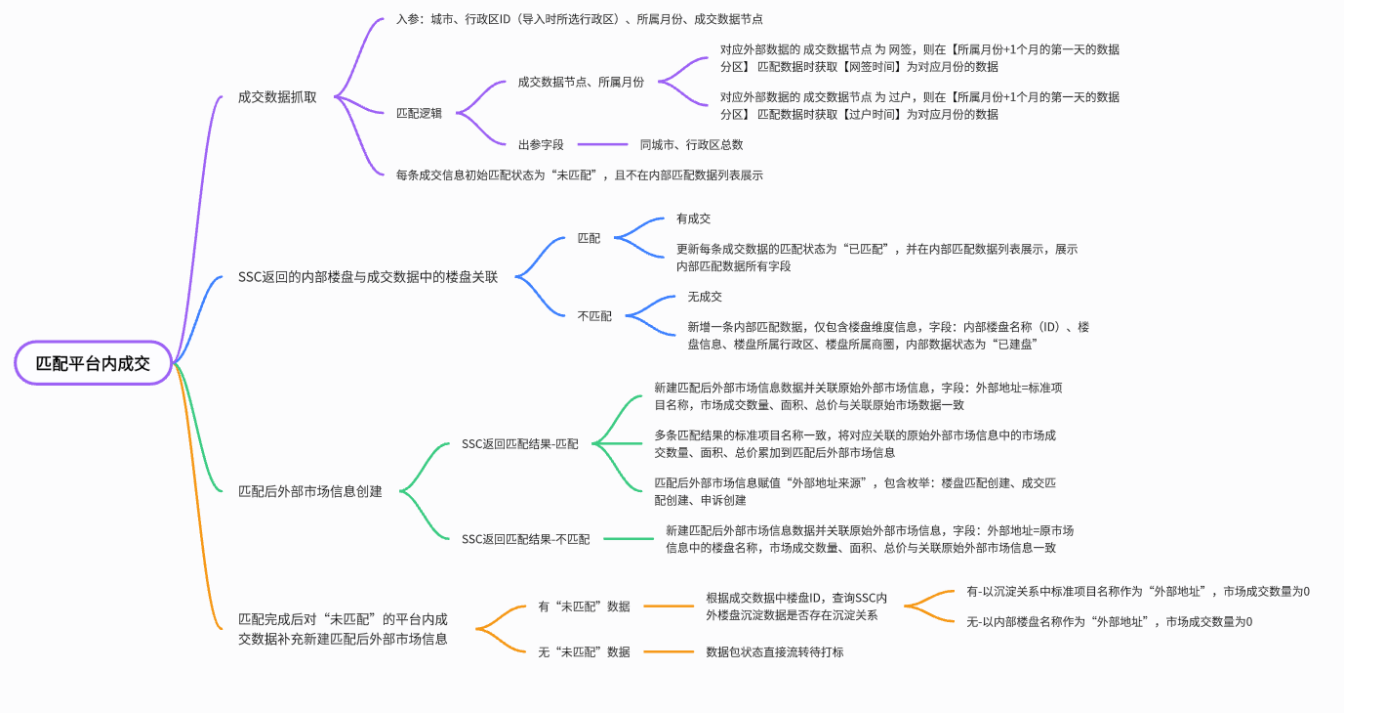 匹配平台内成交
成交数据抓取
入参：城市、行政区ID（导入时所选行政区）、所属月份、成交数据节点
匹配逻辑
成交数据节点、所属月份
对应外部数据的 成交数据节点 为 网签，则在【所属月份+1个月的第一天的数据
分区】 匹配数据时获取【网签时间】为对应月份的数据
对应外部数据的 成交数据节点 为 过户，则在【所属月份+1个月的第一天的数据
分区】 匹配数据时获取【过户时间】为对应月份的数据
出参字段
同城市、行政区总数
每条成交信息初始匹配状态为“未匹配”，且不在内部匹配数据列表展示
SSC返回的内部楼盘与成交数据中的楼盘关联
匹配
有成交
更新每条成交数据的匹配状态为“已匹配”，并在内部匹配数据列表展示，展示
内部匹配数据所有字段
不匹配
无成交
新增一条内部匹配数据，仅包含楼盘维度信息，字段：内部楼盘名称（ID）、楼
盘信息、楼盘所属行政区、楼盘所属商圈，内部数据状态为“已建盘”
匹配后外部市场信息创建
SSC返回匹配结果-匹配
新建匹配后外部市场信息数据并关联原始外部市场信息，字段：外部地址=标准项
目名称，市场成交数量、面积、总价与关联原始市场数据一致
多条匹配结果的标准项目名称一致，将对应关联的原始外部市场信息中的市场成
交数量、面积、总价累加到匹配后外部市场信息
匹配后外部市场信息赋值“外部地址来源”，包含枚举：楼盘匹配创建、成交匹
配创建、申诉创建
SSC返回匹配结果-不匹配
新建匹配后外部市场信息数据并关联原始外部市场信息，字段：外部地址=原市场
信息中的楼盘名称，市场成交数量、面积、总价与关联原始外部市场信息一致
匹配完成后对“未匹配”的平台内成
交数据补充新建匹配后外部市场信息
有“未匹配”数据
根据成交数据中楼盘ID，查询SSC内
外楼盘沉淀数据是否存在沉淀关系
有-以沉淀关系中标准项目名称作为“外部地址”，市场成交数量为0
无-以内部楼盘名称作为“外部地址”，市场成交数量为0
无“未匹配”数据
数据包状态直接流转待打标